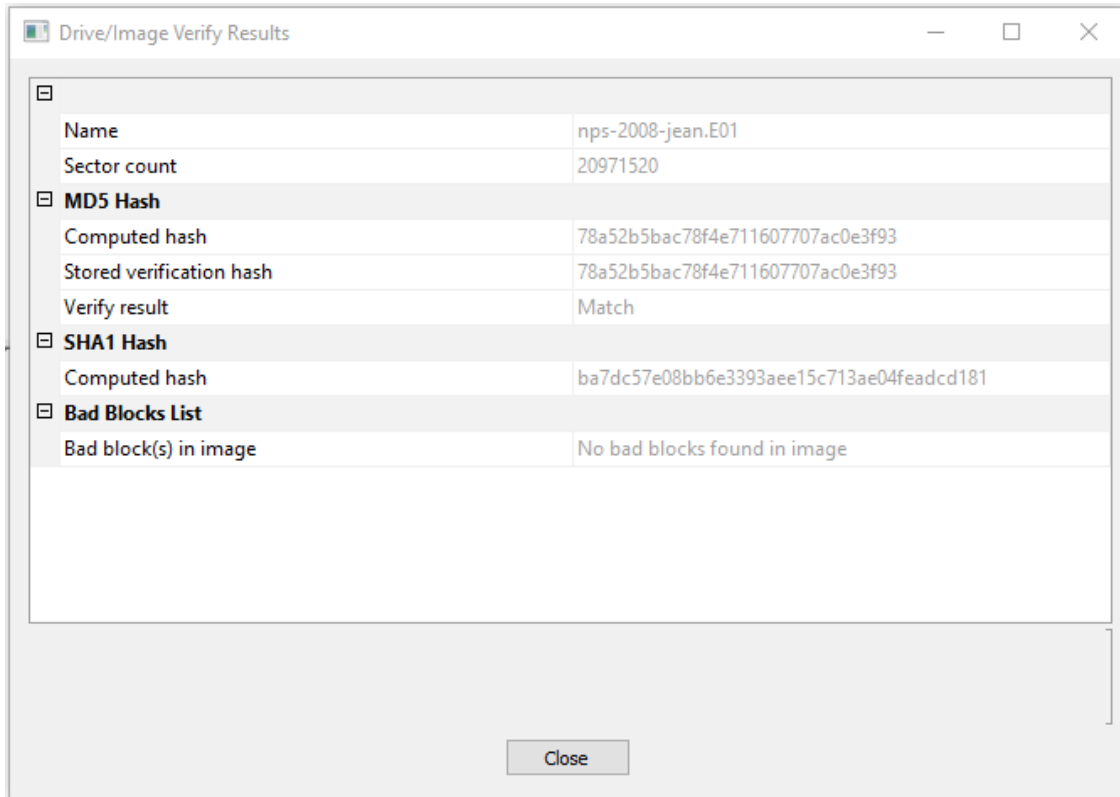 Drive/Image Verify Results
Name nps-2008-jean.E01
Sector count 20971520
MD5 Hash
Computed hash 78a52b5bac78f4e711607707ac0e3f93
Stored verification hash 78a52b5bac78f4e711607707ac0e3f93
Verify result Match
SHA1 Hash
Computed hash ba7dc57e08bb6e3393aee15c713ae04feadcd181
Bad Blocks List
Bad block(s) in image No bad blocks found in image
Close